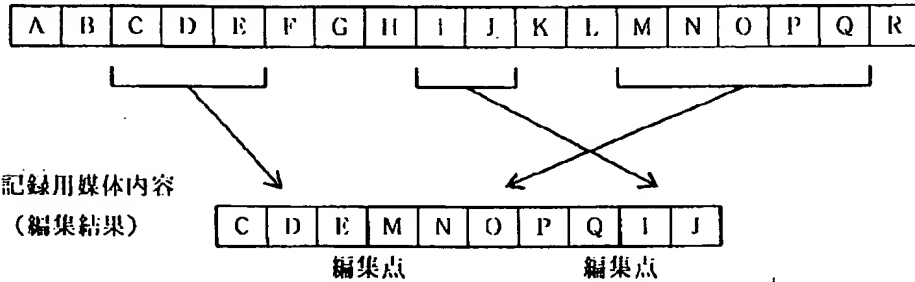 A B C D E F G H I J K L M N O P Q R
記録用媒体内容
(編集結果)
C D E M N O P Q I J
編集点 編集点